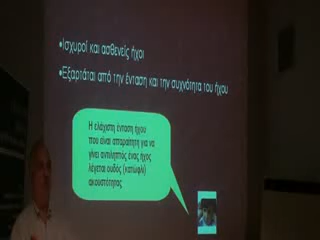 •Ισχυροί και ασθενείς ήχοι
•Εξαρτάται από την ένταση και την συχνότητα του ήχου
Η ελάχιστη ένταση ήχου
που είναι απαραίτητη για να
γίνει αντιληπτός ένας ήχος
λέγεται ουδός (κατώφλι)
ακουστότητας